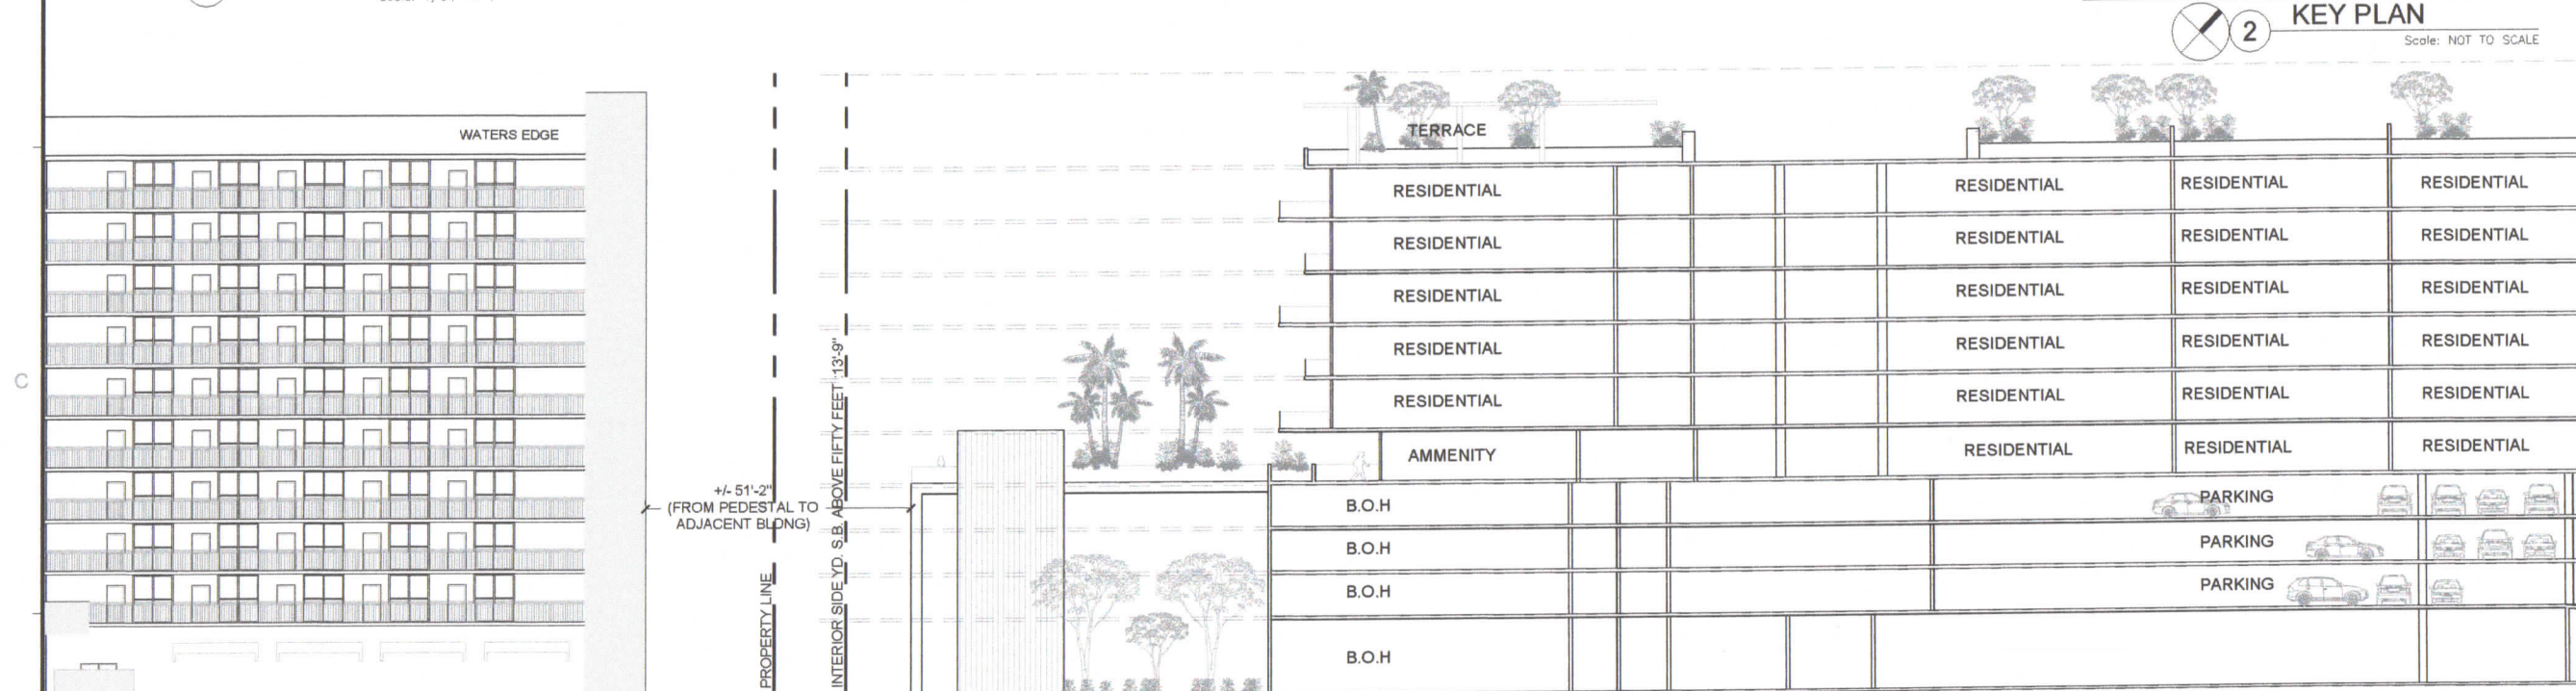 KEY PLAN
2
Scale: NOT TO SCALE
WATERS EDGE
TERRACE
RESIDENTIAL RESIDENTIAL RESIDENTIAL RESIDENTIAL
RESIDENTIAL RESIDENTIAL RESIDENTIAL RESIDENTIAL
RESIDENTIAL RESIDENTIAL RESIDENTIAL RESIDENTIAL
RESIDENTIAL RESIDENTIAL RESIDENTIAL RESIDENTIAL
C
RESIDENTIAL RESIDENTIAL RESIDENTIAL RESIDENTIAL
AMMENITY RESIDENTIAL RESIDENTIAL RESIDENTIAL
+/- 51'-2"
(FROM PEDESTAL TO
ADJACENT BLDNG)
PROPERTY LINE
INTERIOR SIDE YD. S.B. ABOVE FIFTY FEET :13'-9"
B.O.H PARKING
B.O.H PARKING
B.O.H PARKING
B.O.H